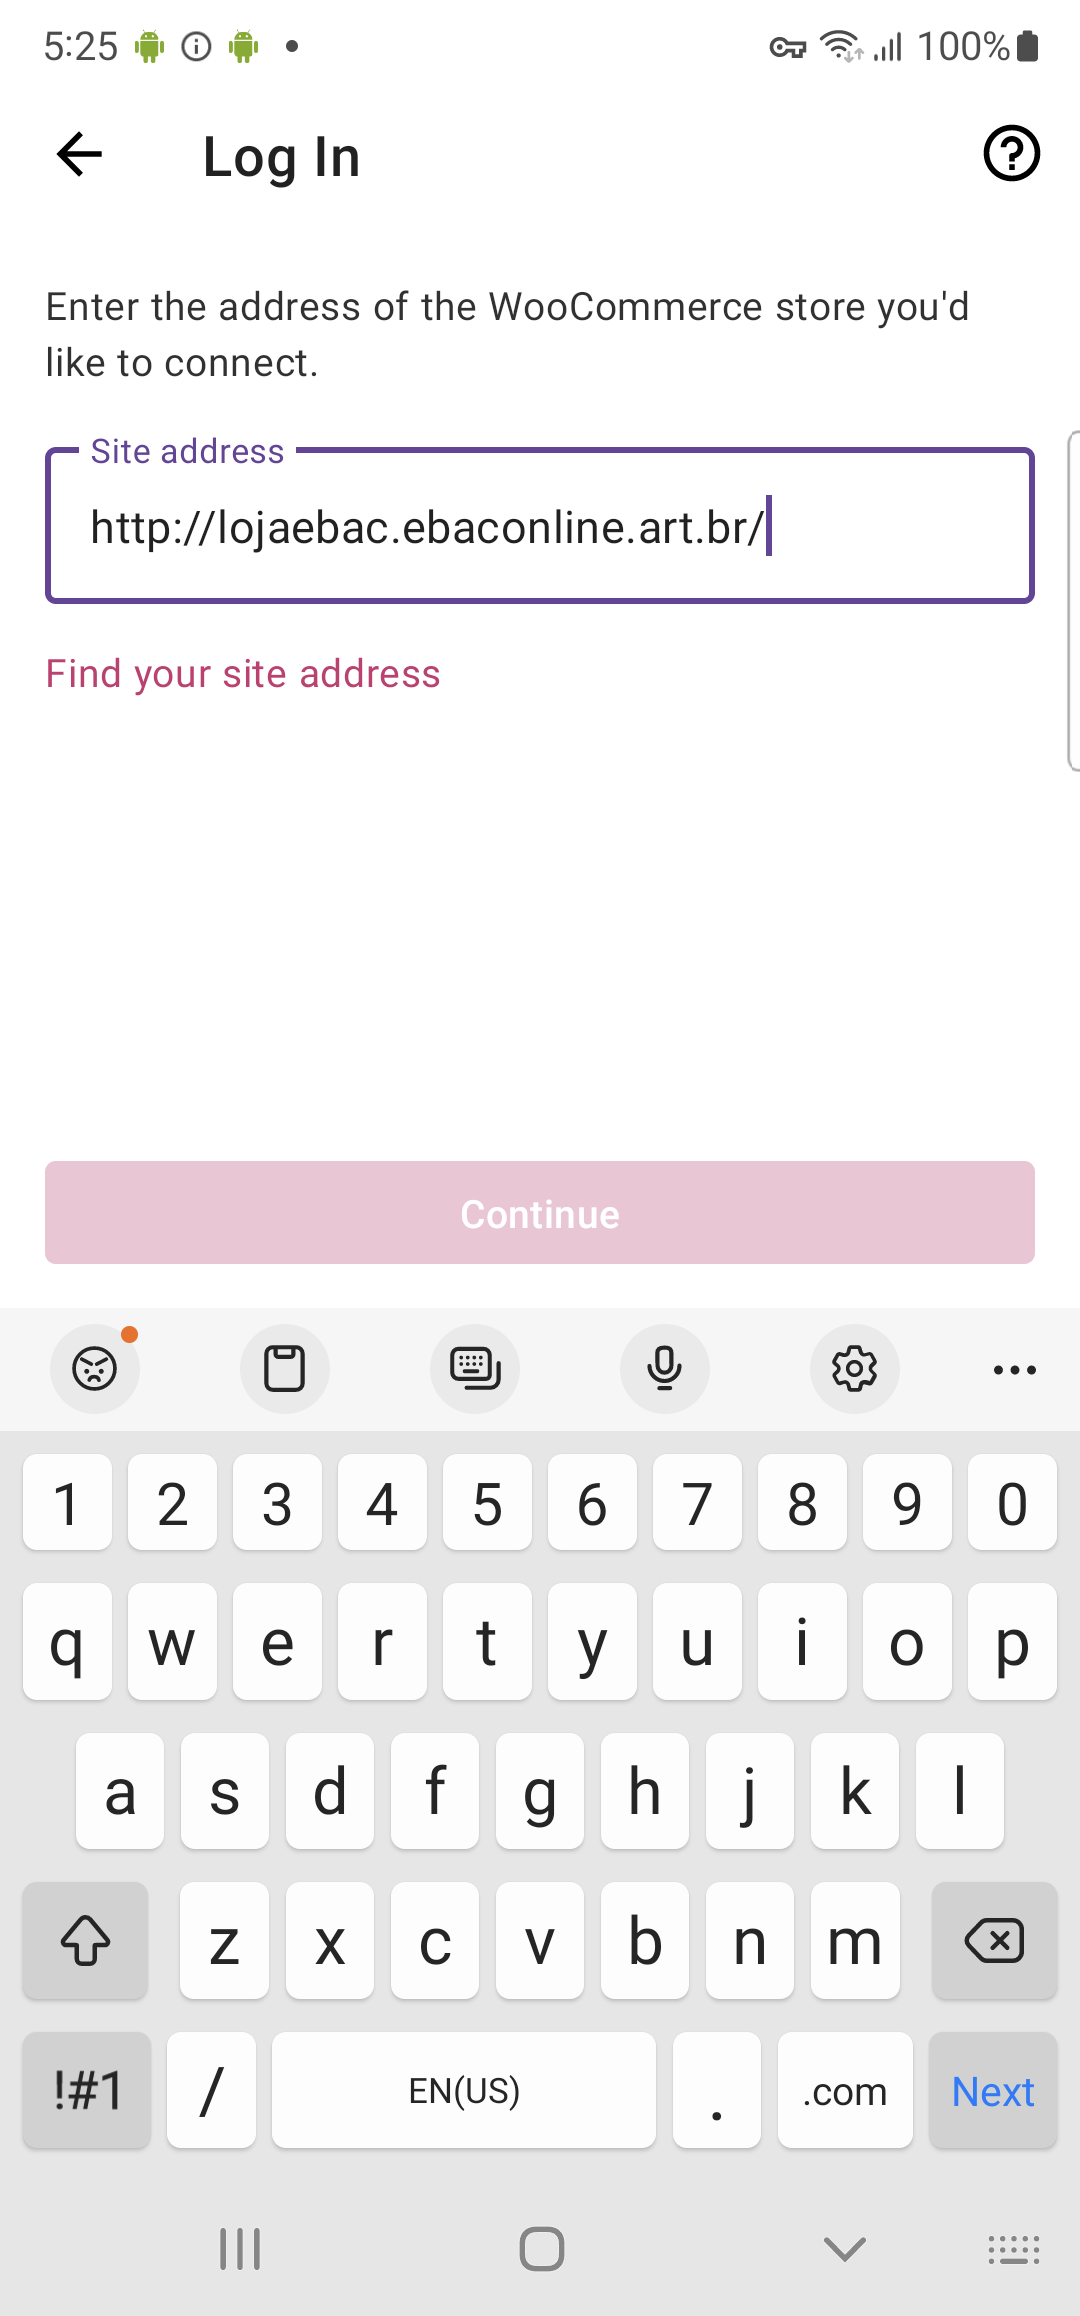 5:25
100%
Log In
Enter the address of the WooCommerce store you'd
like to connect.
Site address
http://lojaebac.ebaconline.art.br/
Find your site address
Continue
1 2 3 4 5 6 7 8 9 0
q w e r t y u i o p
a s d f g h j k l
z x c v b n m
!#1 / EN(US) . .com Next